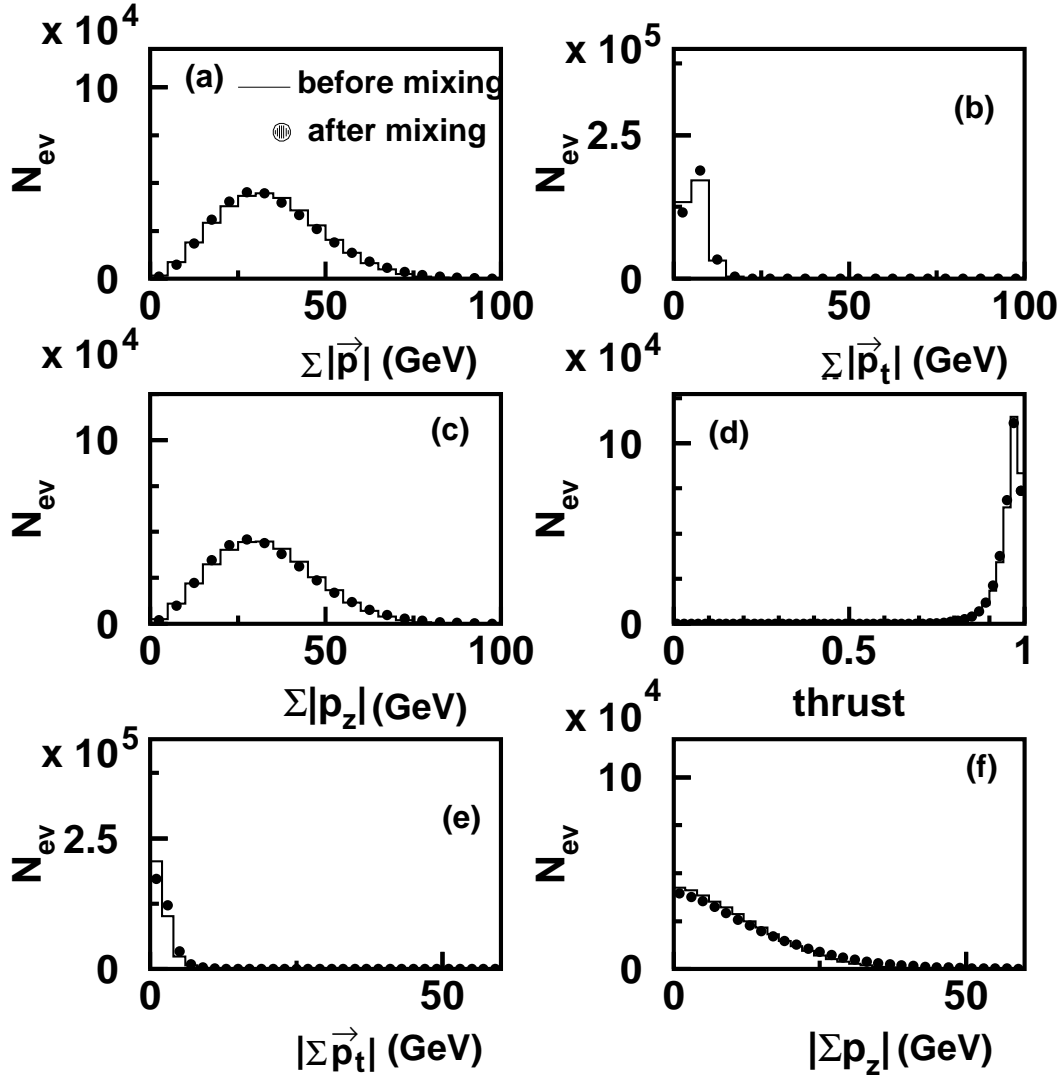 x 10^4
(a) before mixing
after mixing
10
0
N_ev
0 50 100
Σ|p⃗| (GeV)
x 10^5
(b)
2.5
0
N_ev
0 50 100
Σ|p⃗_t| (GeV)
x 10^4
(c)
10
0
N_ev
0 50 100
Σ|p_z| (GeV)
x 10^4
(d)
10
0
N_ev
0 0.5 1
thrust
x 10^5
(e)
2.5
0
N_ev
0 50
|Σp⃗_t| (GeV)
x 10^4
(f)
10
0
N_ev
0 50
|Σp_z| (GeV)